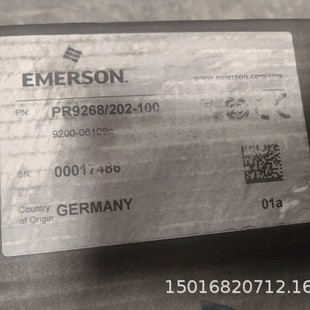 EMERSON.
www.emerson.com/ams
PN: PR9268/202-100
SN: 00017486
Country of Origin: GERMANY
01a
15016820712.16